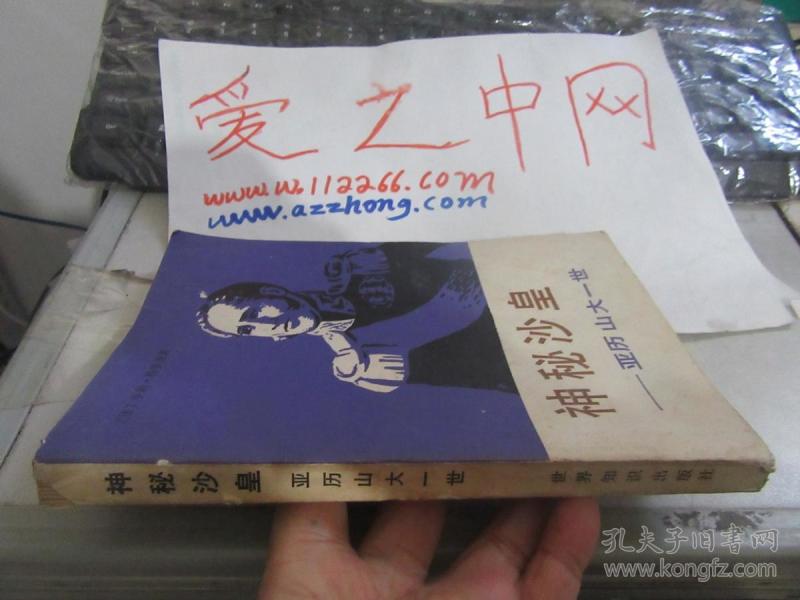 爱之中网
www.w.112266.com
www.azzhong.com
神秘沙皇
——亚历山大一世
神秘沙皇 亚历山大一世 世界知识出版社
孔夫子旧书网
www.kongfz.com